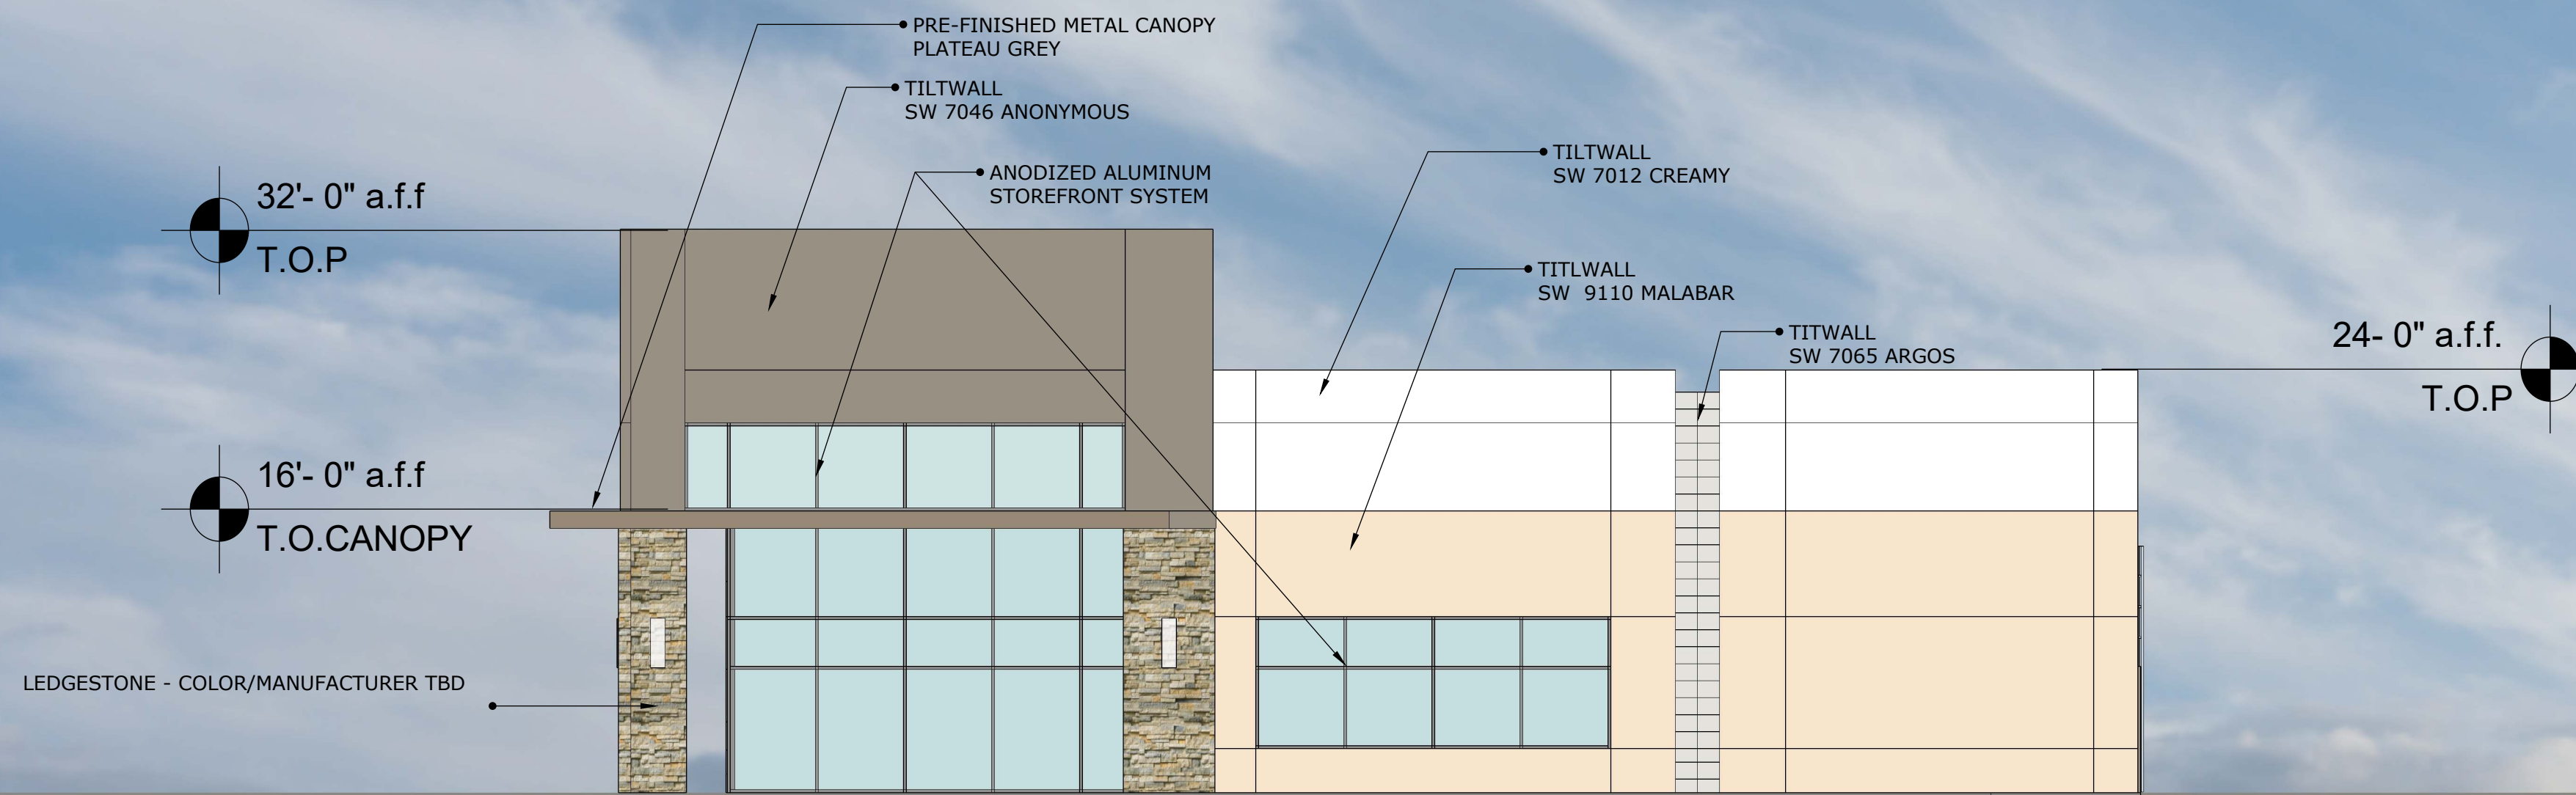 PRE-FINISHED METAL CANOPY
PLATEAU GREY
TILTWALL
SW 7046 ANONYMOUS
ANODIZED ALUMINUM
STOREFRONT SYSTEM
TILTWALL
SW 7012 CREAMY
TITLWALL
SW  9110 MALABAR
TITWALL
SW 7065 ARGOS
32'- 0" a.f.f
T.O.P
24- 0" a.f.f.
T.O.P
16'- 0" a.f.f
T.O.CANOPY
LEDGESTONE - COLOR/MANUFACTURER TBD